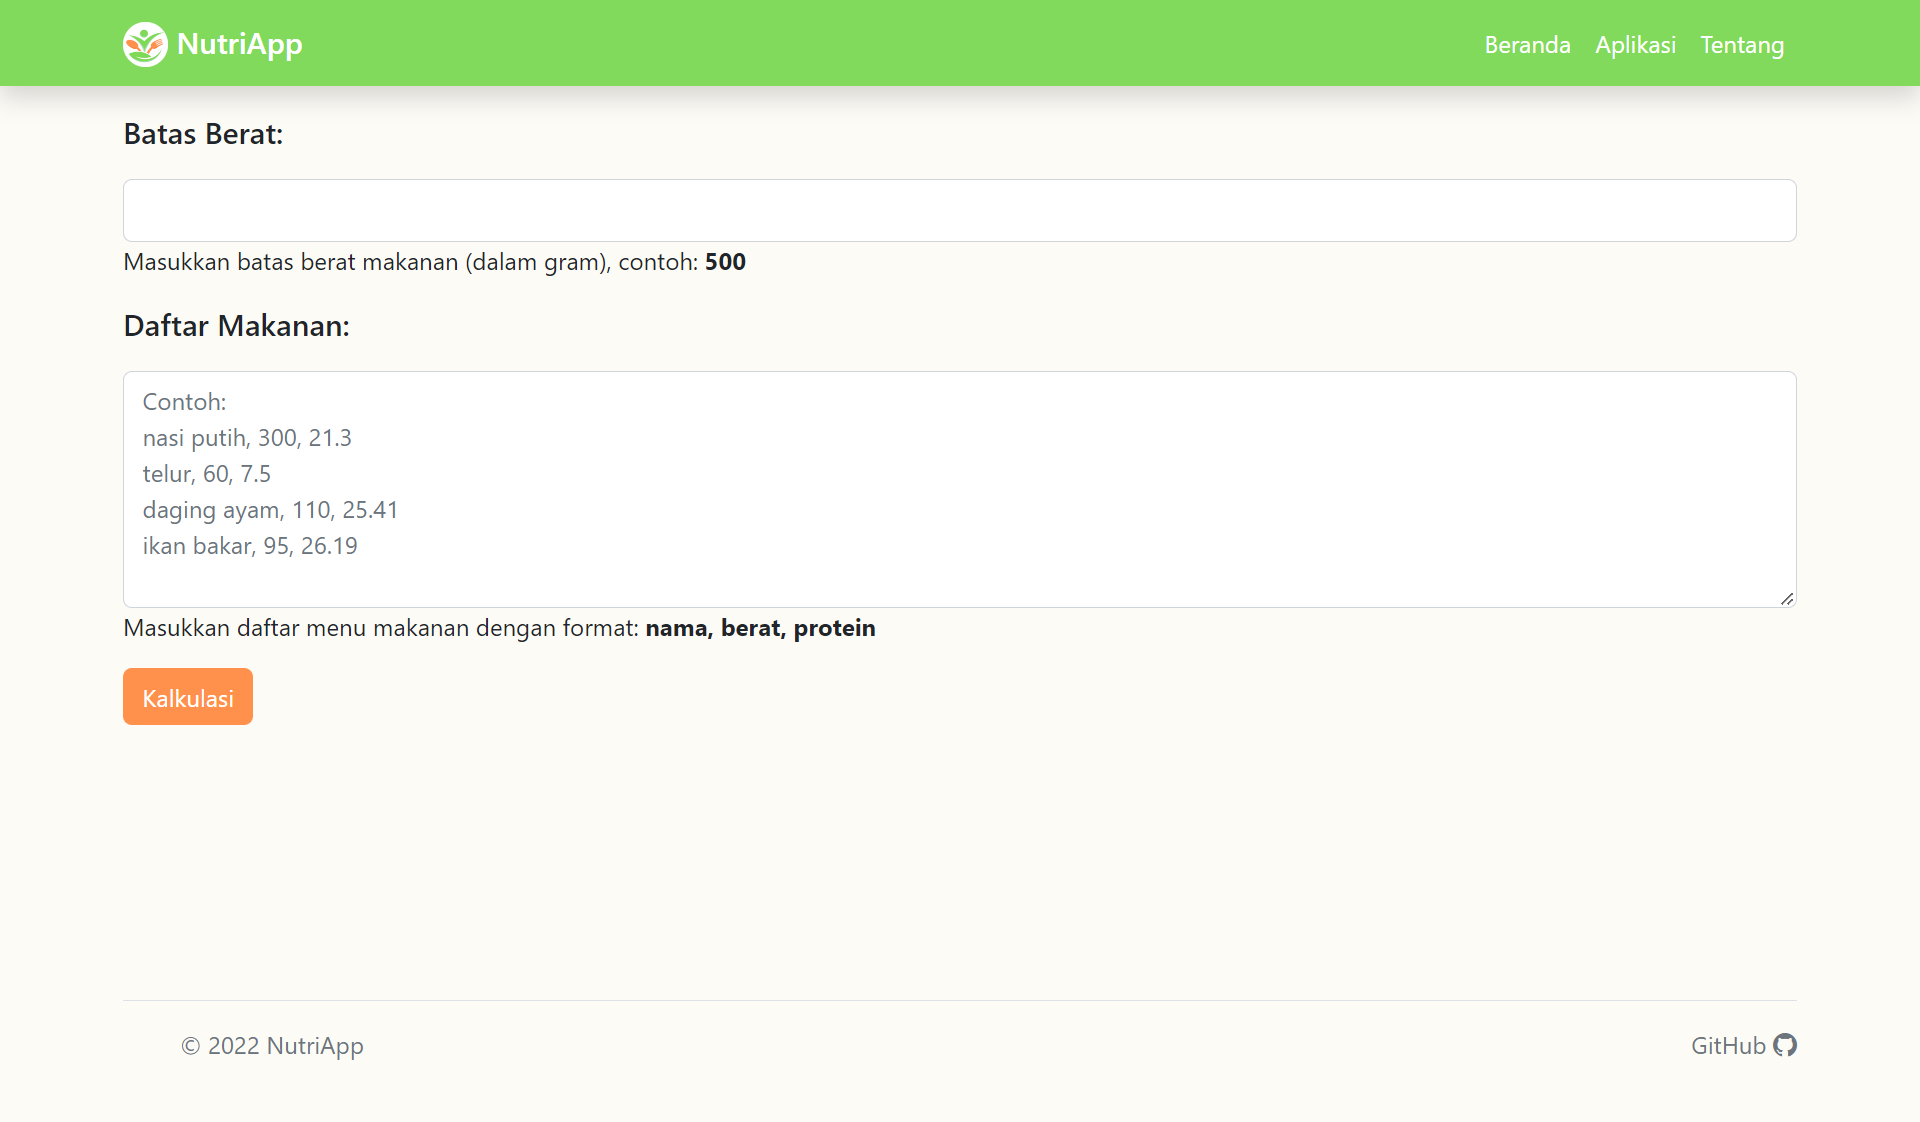 NutriApp
Beranda Aplikasi Tentang
Batas Berat:
Masukkan batas berat makanan (dalam gram), contoh: 500
Daftar Makanan:
Contoh:
nasi putih, 300, 21.3
telur, 60, 7.5
daging ayam, 110, 25.41
ikan bakar, 95, 26.19
Masukkan daftar menu makanan dengan format: nama, berat, protein
Kalkulasi
© 2022 NutriApp
GitHub